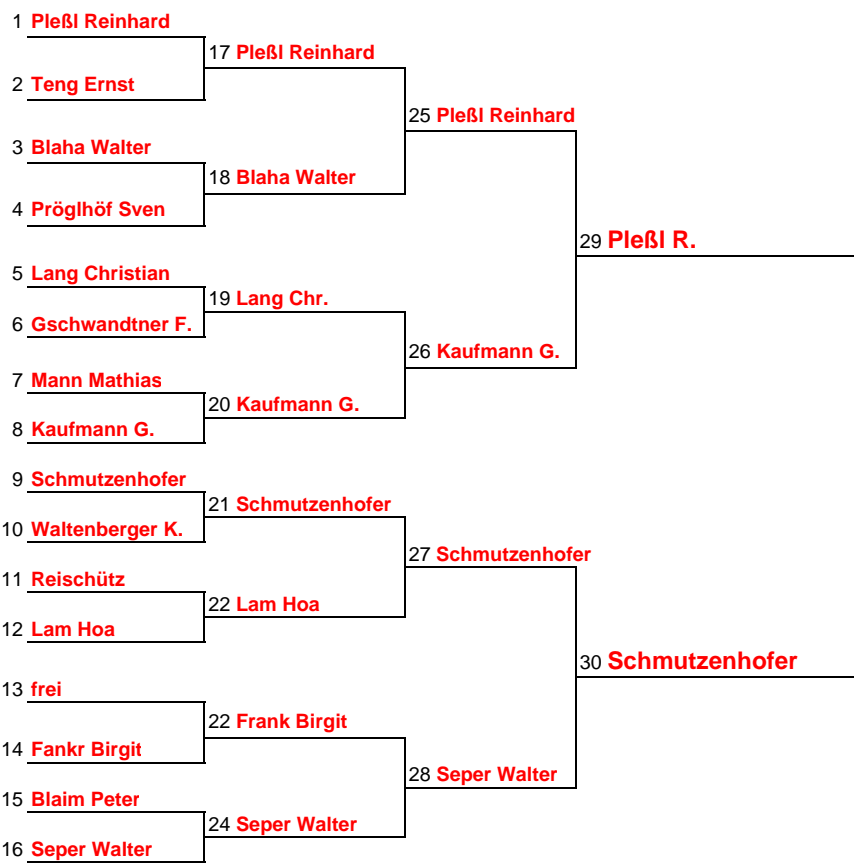 1 Pleßl Reinhard
17 Pleßl Reinhard
2 Teng Ernst
25 Pleßl Reinhard
3 Blaha Walter
18 Blaha Walter
4 Pröglhöf Sven
29 Pleßl R.
5 Lang Christian
19 Lang Chr.
6 Gschwandtner F.
26 Kaufmann G.
7 Mann Mathias
20 Kaufmann G.
8 Kaufmann G.
9 Schmutzenhofer
21 Schmutzenhofer
10 Waltenberger K.
27 Schmutzenhofer
11 Reischütz
22 Lam Hoa
12 Lam Hoa
30 Schmutzenhofer
13 frei
22 Frank Birgit
14 Fankr Birgit
28 Seper Walter
15 Blaim Peter
24 Seper Walter
16 Seper Walter